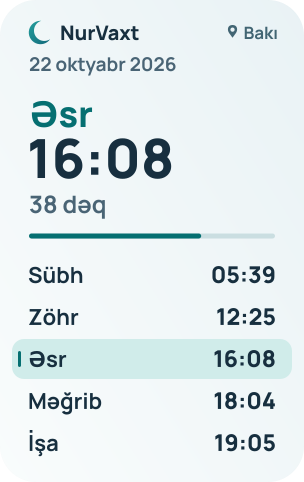 NurVaxt
Bakı
22 oktyabr 2026
Əsr
16:08
38 dəq
Sübh 05:39
Zöhr 12:25
Əsr 16:08
Məğrib 18:04
İşa 19:05